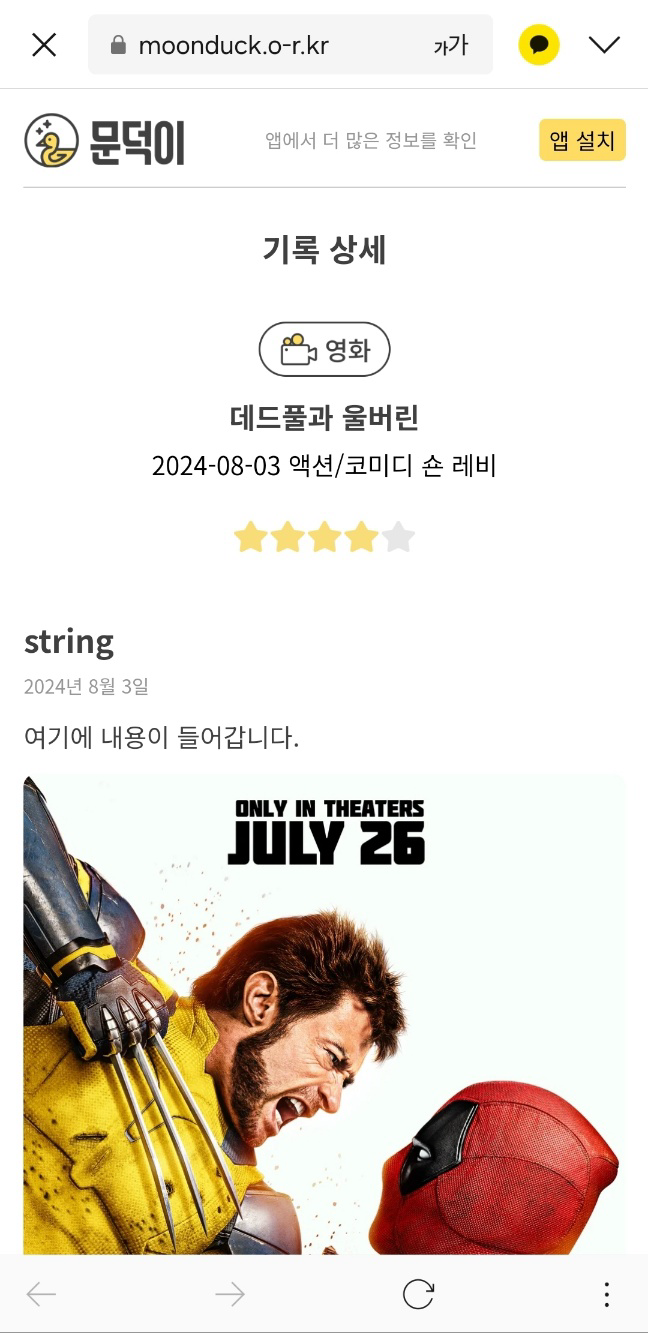 moonduck.o-r.kr
가가
문덕이
앱에서 더 많은 정보를 확인
앱 설치
기록 상세
영화
데드풀과 울버린
2024-08-03 액션/코미디 숀 레비
string
2024년 8월 3일
여기에 내용이 들어갑니다.
ONLY IN THEATERS
JULY 26